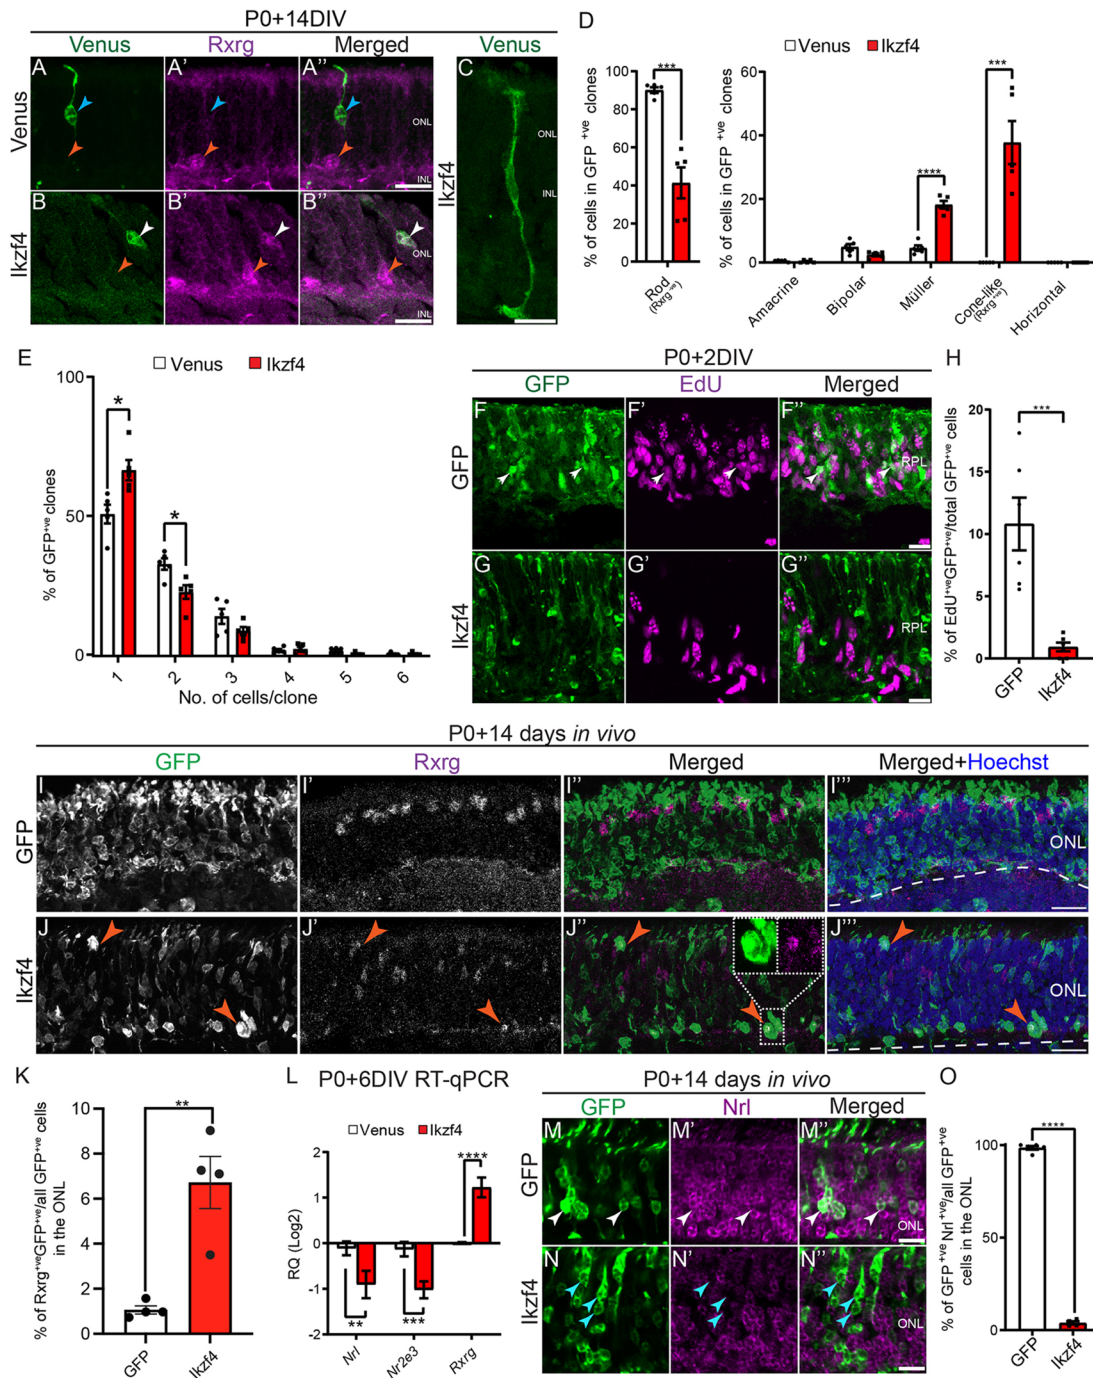 P0+14DIV
Venus Rxrg Merged Venus
A A' A'' C
Venus
ONL
INL
B B' B''
Ikzf4
ONL
INL
Ikzf4
ONL
INL
D
Venus Ikzf4
% of cells in GFP +ve clones
100
80
60
40
20
0
***
Rod
(Rxrg-ve)
% of cells in GFP +ve clones
60
40
20
0
****
***
Amacrine
Bipolar
Müller
Cone-like
(Rxrg+ve)
Horizontal
E
Venus Ikzf4
% of GFP+ve clones
100
50
0
*
*
1 2 3 4 5 6
No. of cells/clone
P0+2DIV
GFP EdU Merged
F F' F''
GFP
RPL
G G' G''
Ikzf4
RPL
H
% of EdU+veGFP+ve/total GFP+ve cells
20
15
10
5
0
***
GFP Ikzf4
P0+14 days in vivo
GFP Rxrg Merged Merged+Hoechst
I I' I'' I'''
GFP
ONL
J J' J'' J'''
Ikzf4
ONL
K
% of Rxrg+veGFP+ve/all GFP+ve cells
in the ONL
10
8
6
4
2
0
**
GFP Ikzf4
L P0+6DIV RT-qPCR
Venus Ikzf4
RQ (Log2)
2
1
0
-1
-2
**
***
****
Nrl Nr2e3 Rxrg
P0+14 days in vivo
GFP Nrl Merged
M M' M''
GFP
ONL
N N' N''
Ikzf4
ONL
O
% of GFP+ve Nrl+ve/all GFP+ve
cells in the ONL
100
50
0
****
GFP Ikzf4